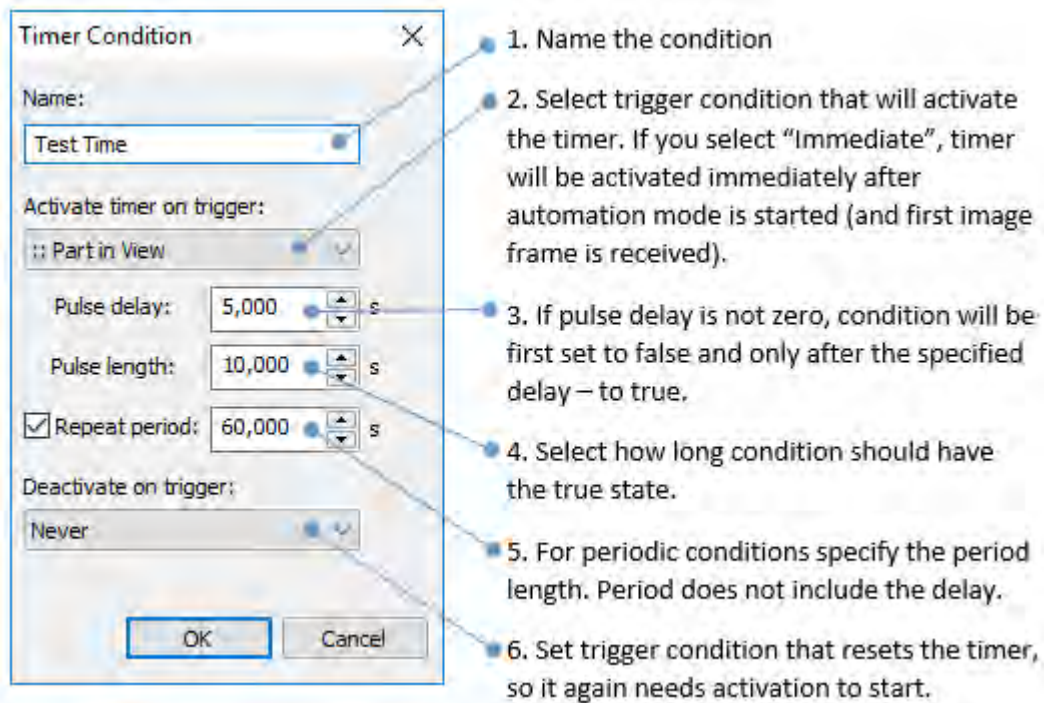 Timer Condition
Name:
Test Time
Activate timer on trigger:
:: Part in View
Pulse delay: 5,000 s
Pulse length: 10,000 s
Repeat period: 60,000 s
Deactivate on trigger:
Never
OK Cancel
1. Name the condition
2. Select trigger condition that will activate
the timer. If you select “Immediate”, timer
will be activated immediately after
automation mode is started (and first image
frame is received).
3. If pulse delay is not zero, condition will be
first set to false and only after the specified
delay – to true.
4. Select how long condition should have
the true state.
5. For periodic conditions specify the period
length. Period does not include the delay.
6. Set trigger condition that resets the timer,
so it again needs activation to start.